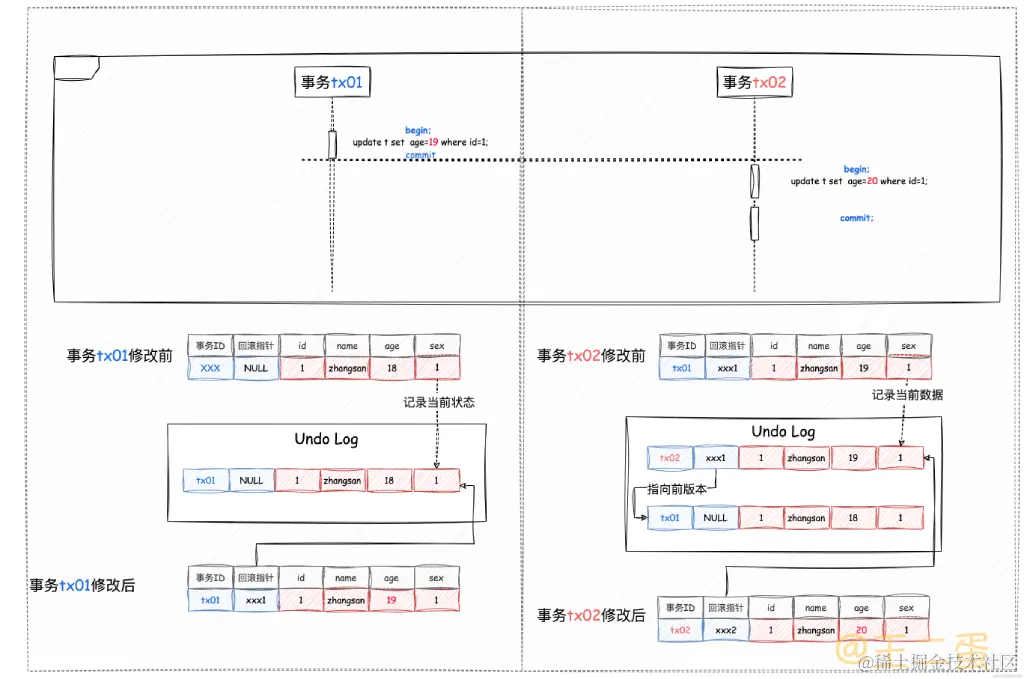 事务tx01
事务tx02
begin;
update t set age=19 where id=1;
commit
begin;
update t set age=20 where id=1;
commit;
事务tx01修改前
事务ID 回滚指针 id name age sex
XXX NULL 1 zhangsan 18 1
记录当前状态
Undo Log
tx01 NULL 1 zhangsan 18 1
事务tx01修改后
事务ID 回滚指针 id name age sex
tx01 xxx1 1 zhangsan 19 1
事务tx02修改前
事务ID 回滚指针 id name age sex
tx01 xxx1 1 zhangsan 19 1
记录当前数据
Undo Log
tx02 xxx1 1 zhangsan 19 1
指向前版本
tx01 NULL 1 zhangsan 18 1
事务tx02修改后
事务ID 回滚指针 id name age sex
tx02 xxx2 1 zhangsan 20 1
@王二蛋
@稀土掘金技术社区